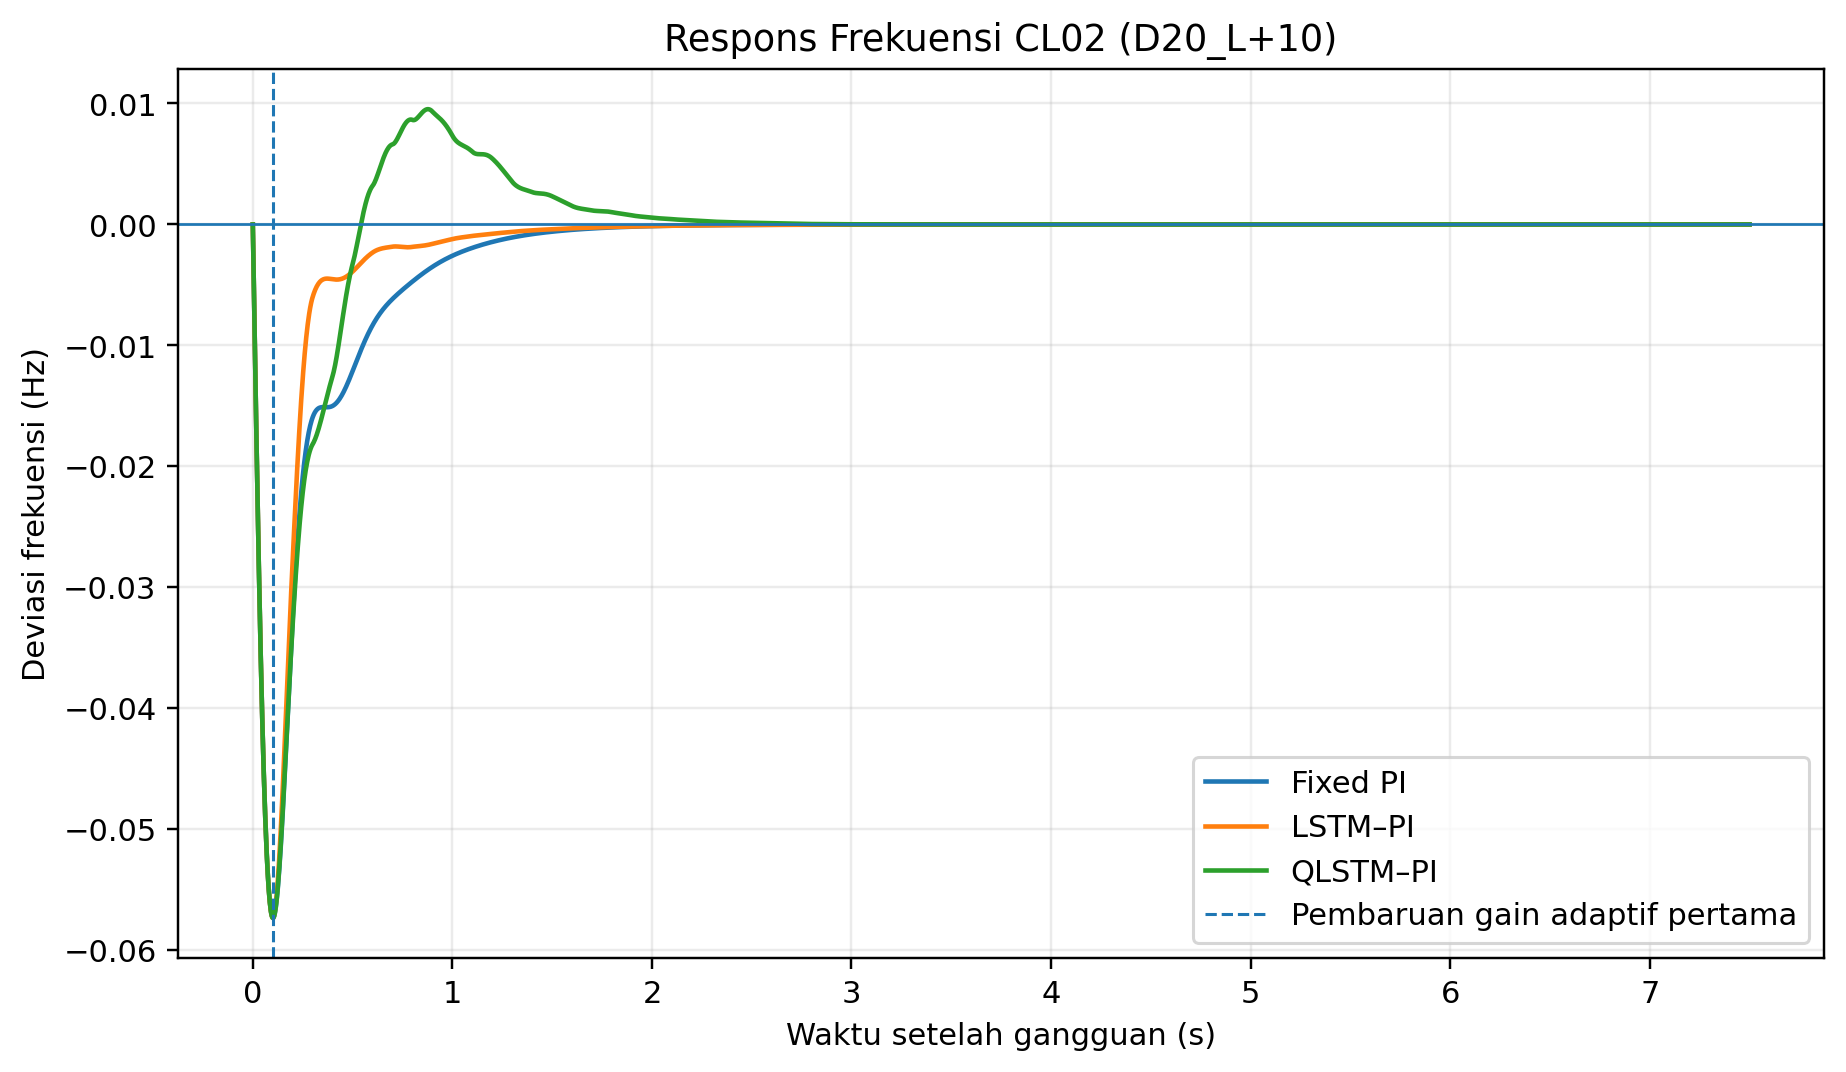 Respons Frekuensi CL02 (D20_L+10)
Deviasi frekuensi (Hz)
0.01
0.00
−0.01
−0.02
−0.03
−0.04
−0.05
−0.06
0 1 2 3 4 5 6 7
Waktu setelah gangguan (s)
Fixed PI
LSTM–PI
QLSTM–PI
Pembaruan gain adaptif pertama